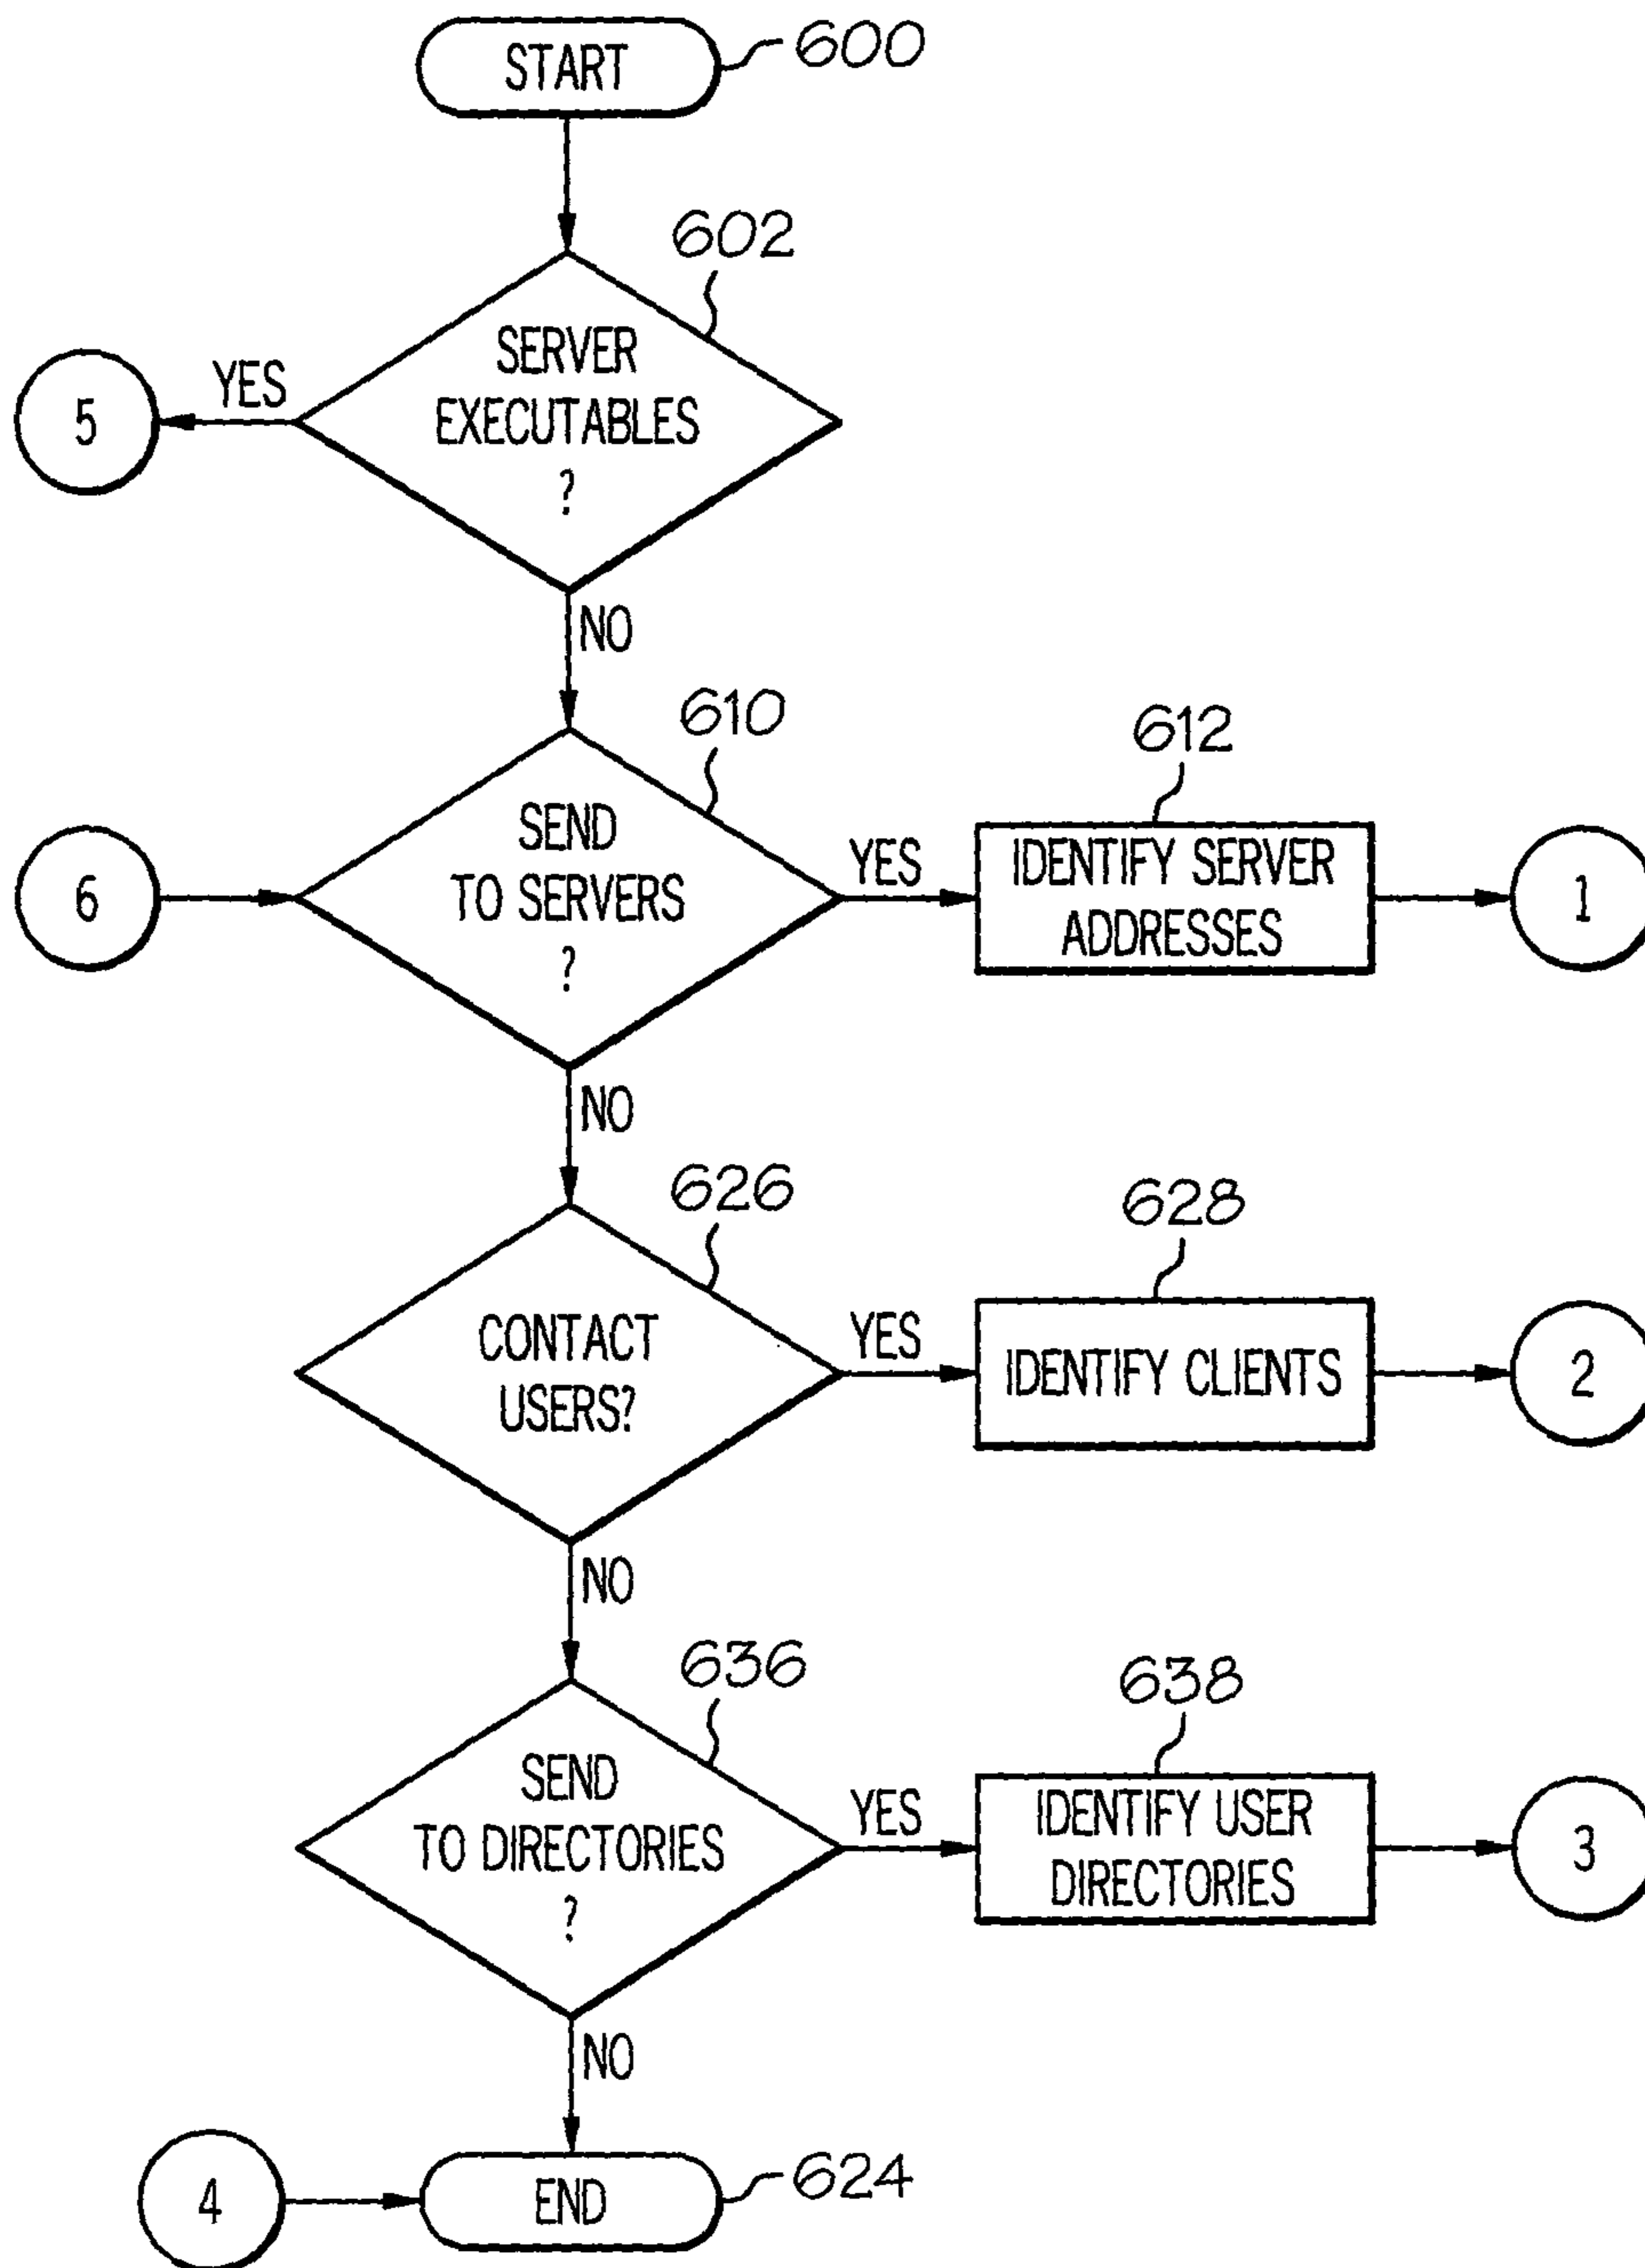 START
600
602
SERVER
EXECUTABLES
?
YES
5
NO
610
612
6
SEND
TO SERVERS
?
YES
IDENTIFY SERVER
ADDRESSES
1
NO
626
628
CONTACT
USERS?
YES
IDENTIFY CLIENTS
2
NO
636
638
SEND
TO DIRECTORIES
?
YES
IDENTIFY USER
DIRECTORIES
3
NO
4
END
624